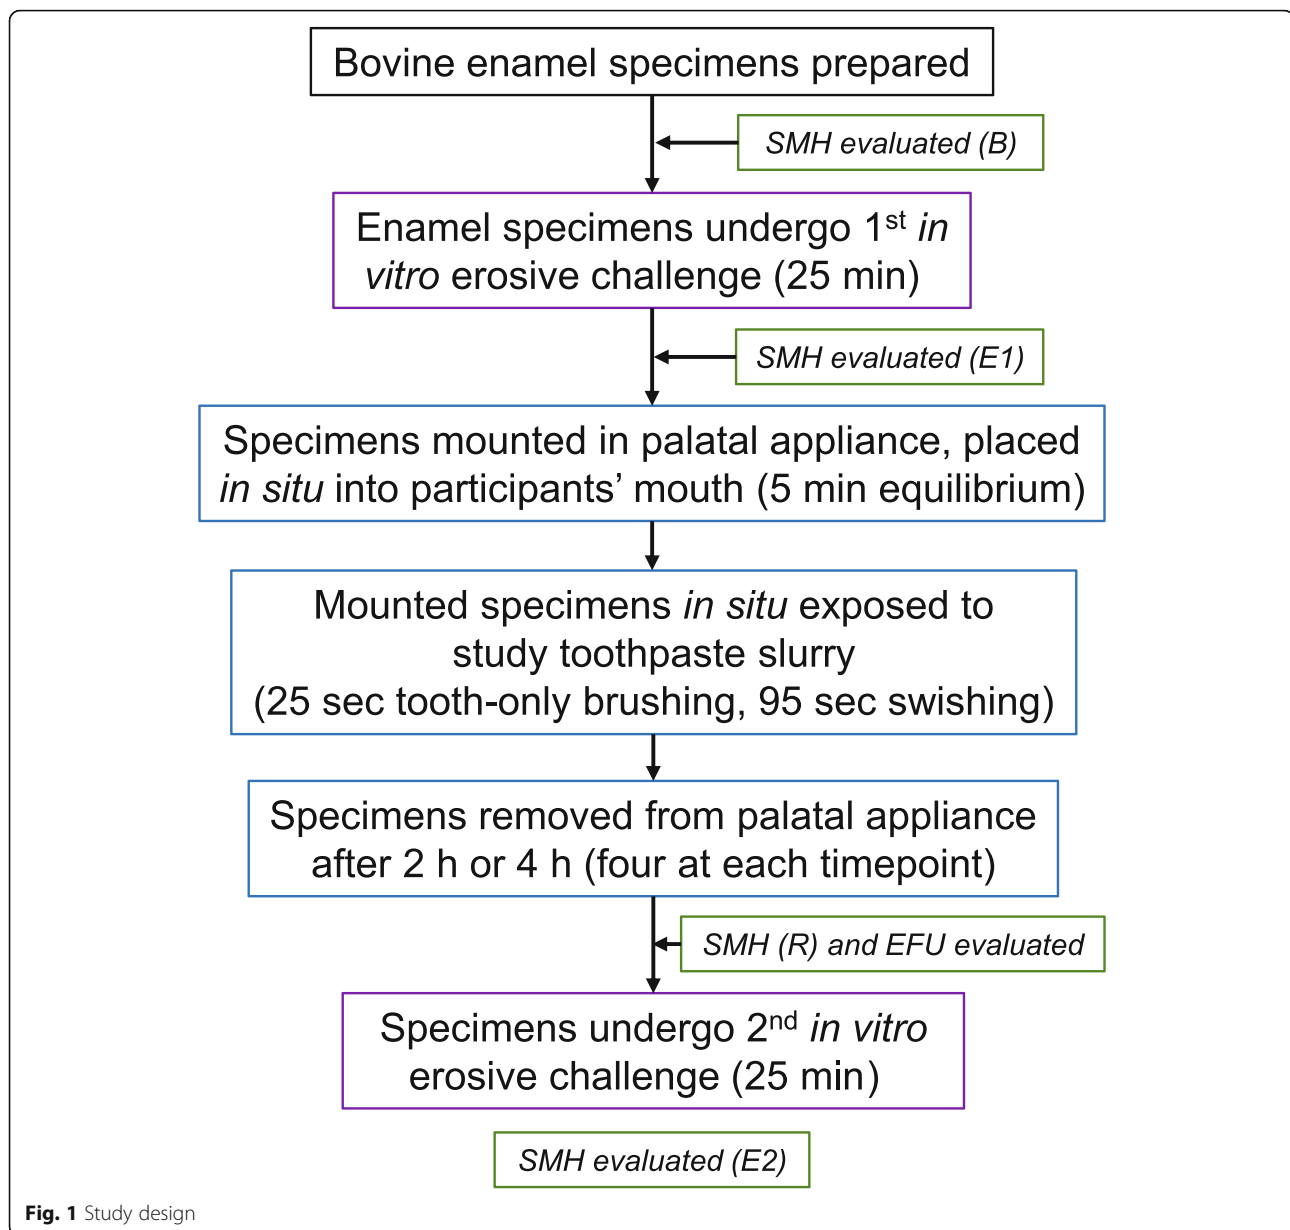 Bovine enamel specimens prepared
SMH evaluated (B)
Enamel specimens undergo 1st in
vitro erosive challenge (25 min)
SMH evaluated (E1)
Specimens mounted in palatal appliance, placed
in situ into participants’ mouth (5 min equilibrium)
Mounted specimens in situ exposed to
study toothpaste slurry
(25 sec tooth-only brushing, 95 sec swishing)
Specimens removed from palatal appliance
after 2 h or 4 h (four at each timepoint)
SMH (R) and EFU evaluated
Specimens undergo 2nd in vitro
erosive challenge (25 min)
SMH evaluated (E2)
Fig. 1 Study design